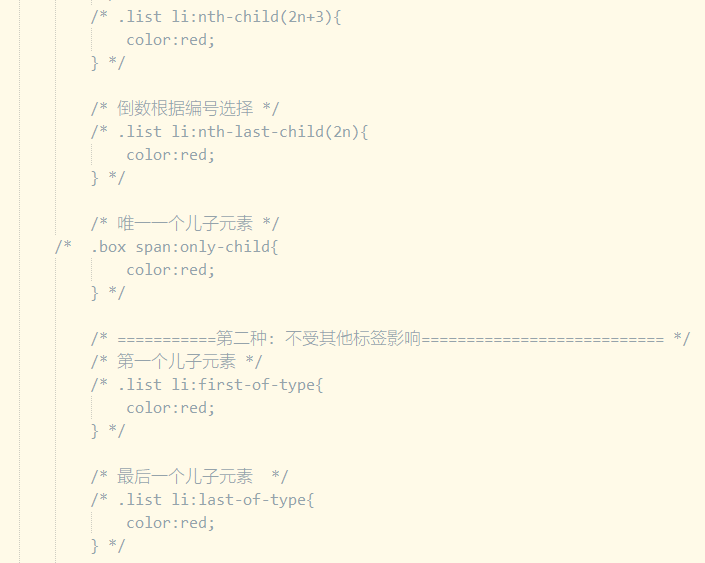 /* .list li:nth-child(2n+3){
color:red;
} */
/* 倒数根据编号选择 */
/* .list li:nth-last-child(2n){
color:red;
} */
/* 唯一一个儿子元素 */
/*  .box span:only-child{
color:red;
} */
/* ===========第二种: 不受其他标签影响=========================== */
/* 第一个儿子元素 */
/* .list li:first-of-type{
color:red;
} */
/* 最后一个儿子元素  */
/* .list li:last-of-type{
color:red;
} */